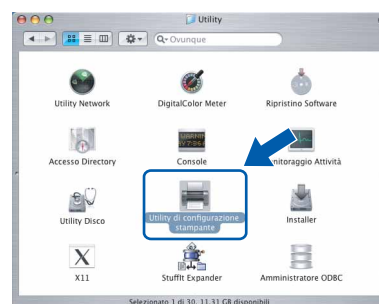 Utility
Ovunque
Utility Network
DigitalColor Meter
Ripristino Software
Accesso Directory
Console
nitoraggio Attività
Utility Disco
Utility di configurazione
stampante
Installer
X11
StuffIt Expander
Amministratore ODBC
Selezionato 1 di 30, 11,31 GB disponibili